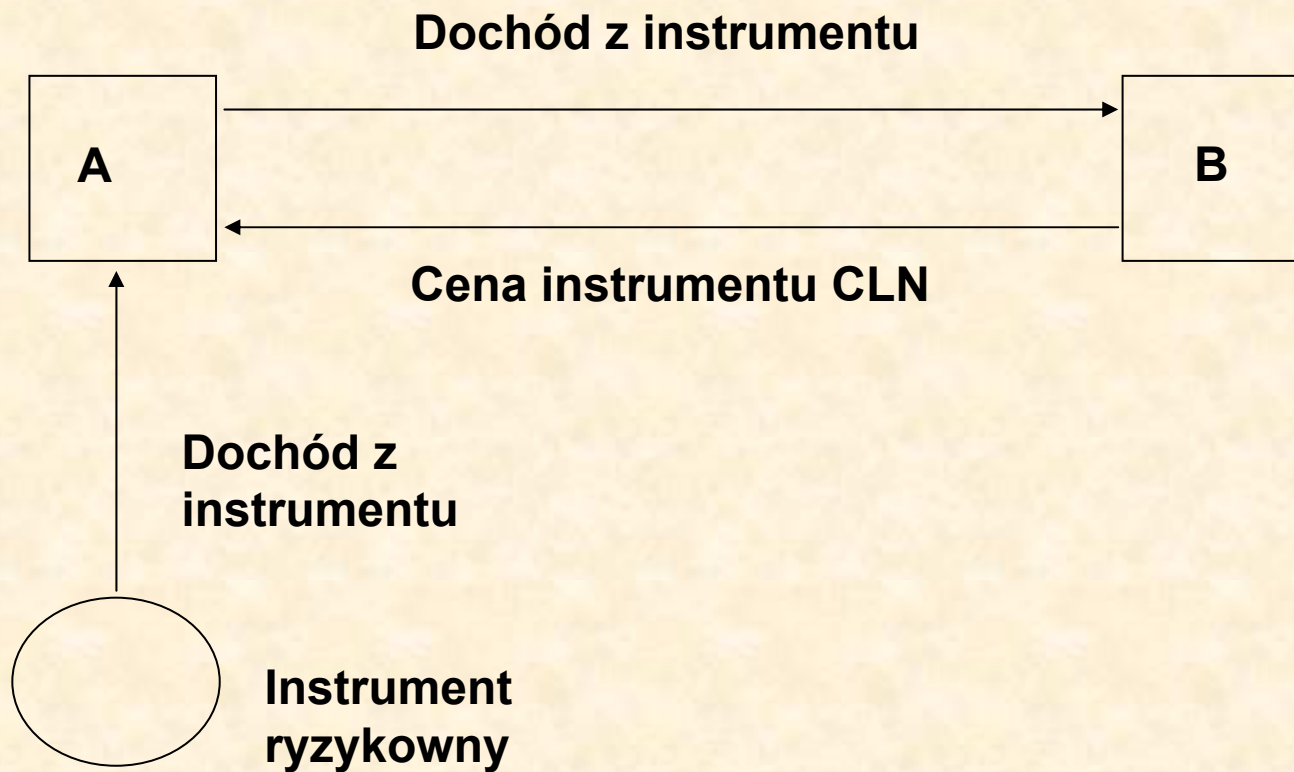 Dochód z instrumentu
A
B
Cena instrumentu CLN
Dochód z
instrumentu
Instrument
ryzykowny